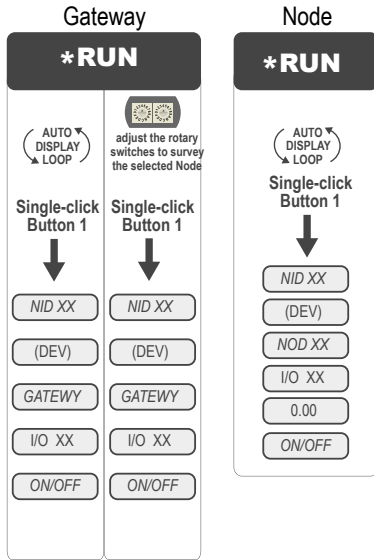 Gateway
*RUN
AUTO
DISPLAY
LOOP
Single-click
Button 1
NID XX
(DEV)
GATEWY
I/O XX
ON/OFF
adjust the rotary
switches to survey
the selected Node
Single-click
Button 1
NID XX
(DEV)
GATEWY
I/O XX
ON/OFF
Node
*RUN
AUTO
DISPLAY
LOOP
Single-click
Button 1
NID XX
(DEV)
NOD XX
I/O XX
0.00
ON/OFF